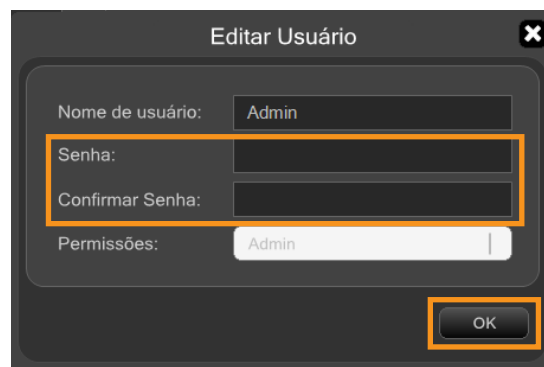 Editar Usuário
Nome de usuário: Admin
Senha:
Confirmar Senha:
Permissões: Admin
OK